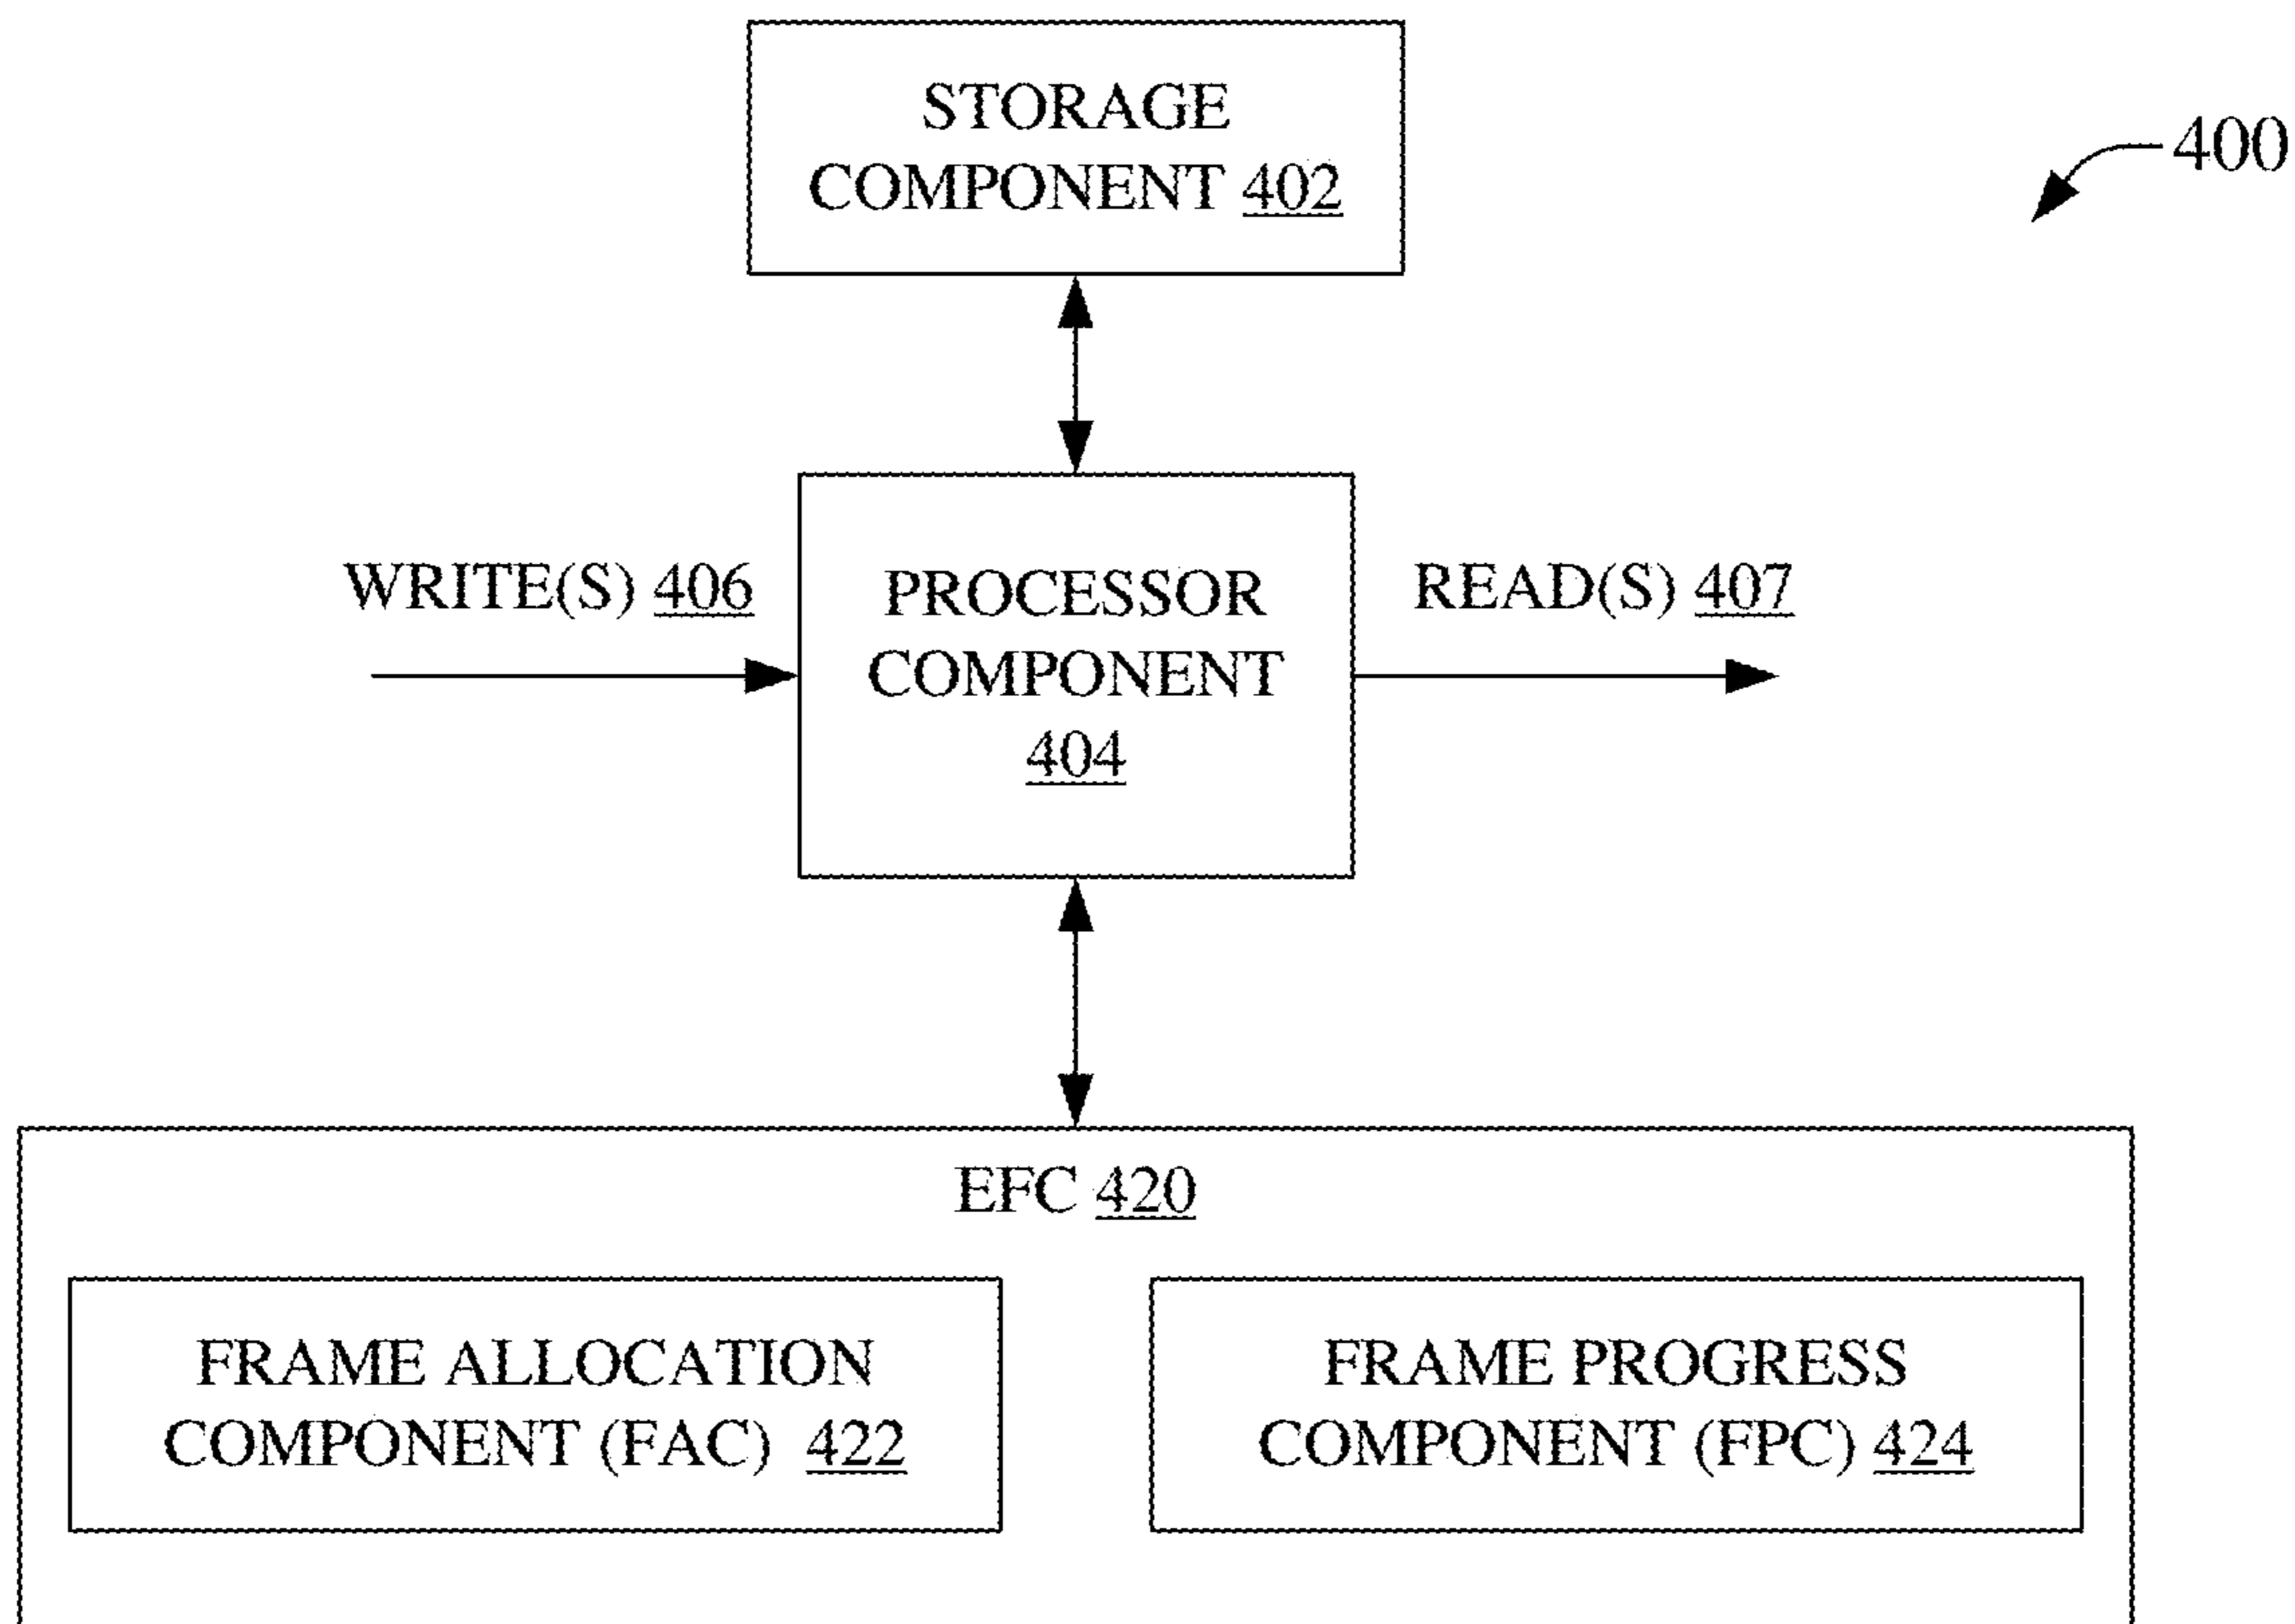 STORAGE
COMPONENT 402
400
WRITE(S) 406
PROCESSOR
COMPONENT
404
READ(S) 407
EFC 420
FRAME ALLOCATION
COMPONENT (FAC) 422
FRAME PROGRESS
COMPONENT (FPC) 424